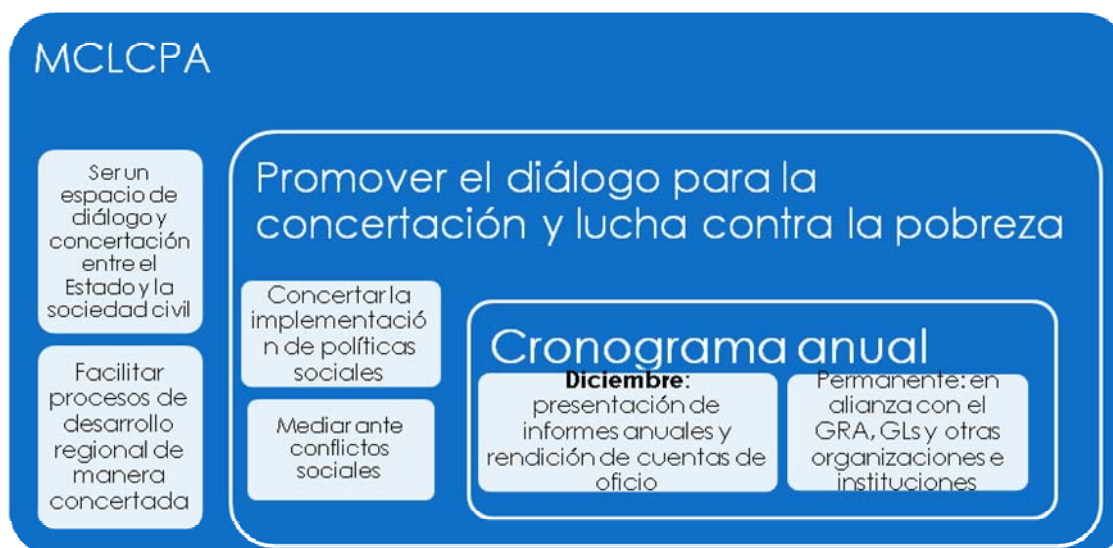 MCLCPA
Ser un
espacio de
diálogo y
concertación
entre el
Estado y la
sociedad civil
Facilitar
procesos de
desarrollo
regional de
manera
concertada
Promover el diálogo para la
concertación y lucha contra la pobreza
Concertar la
implementació
n de políticas
sociales
Mediar ante
conflictos
sociales
Cronograma anual
Diciembre:
presentación de
informes anuales y
rendición de cuentas de
oficio
Permanente: en
alianza con el
GRA, GLs y otras
organizaciones e
instituciones